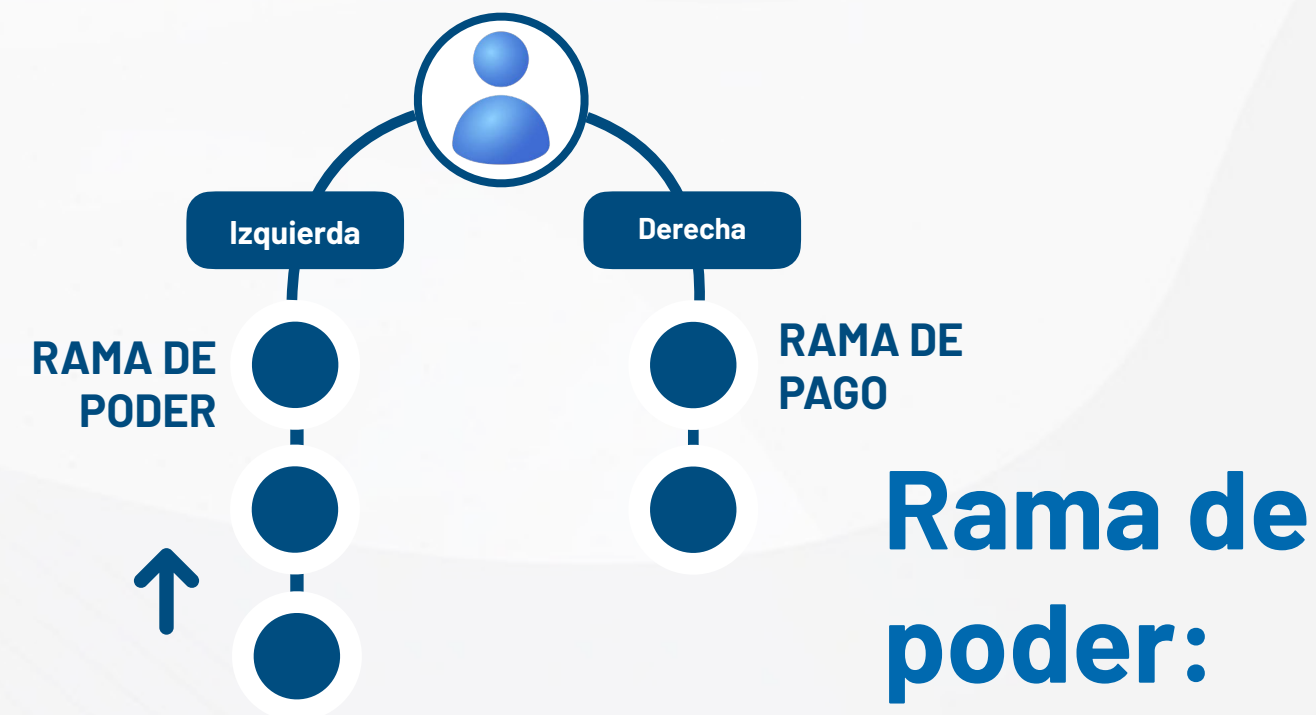 Izquierda
Derecha
RAMA DE
PODER
RAMA DE
PAGO
Rama de
poder: